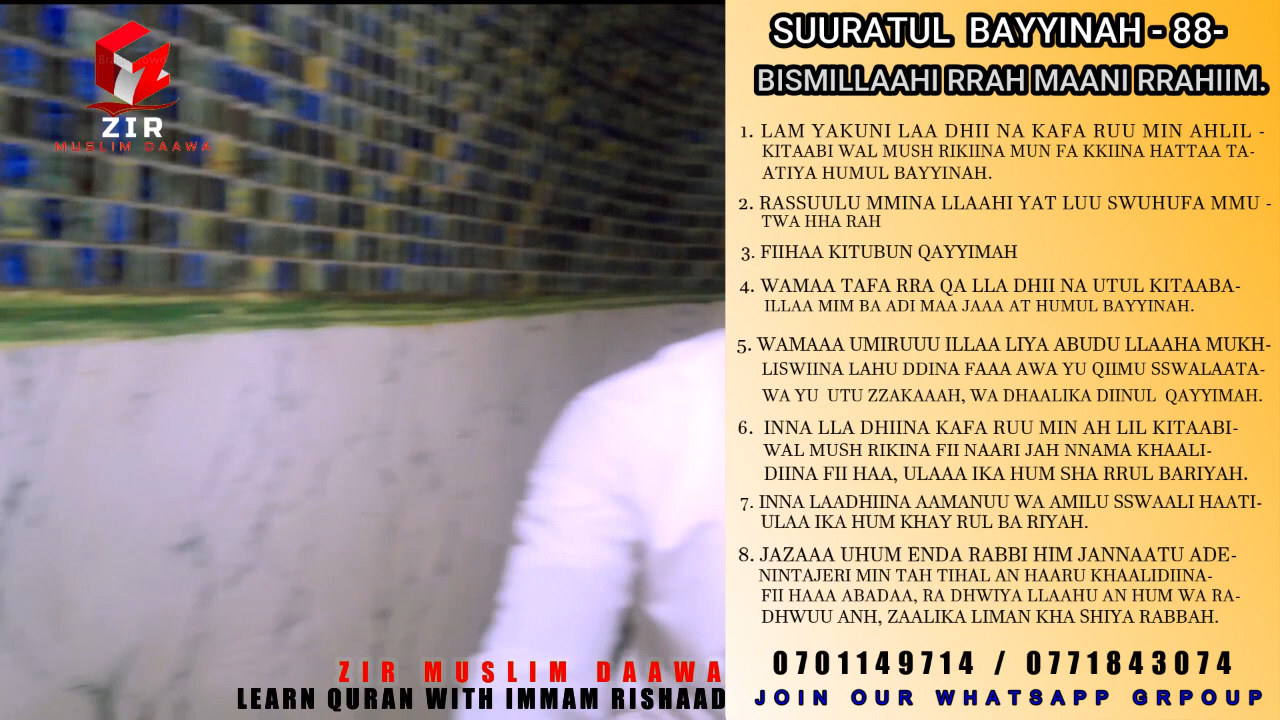 BrandCrowd
ZIR
MUSLIM DAAWA
SUURATUL BAYYINAH - 88-
BISMILLAAHI RRAH MAANI RRAHIIM.
1. LAM YAKUNI LAA DHII NA KAFA RUU MIN AHLIL -
KITAABI WAL MUSH RIKIINA MUN FA KKIINA HATTAA TA-
ATIYA HUMUL BAYYINAH.
2. RASSUULU MMINA LLAAHI YAT LUU SWUHUFA MMU -
TWA HHA RAH
3. FIIHAA KITUBUN QAYYIMAH
4. WAMAA TAFA RRA QA LLA DHII NA UTUL KITAABA-
ILLAA MIM BA ADI MAA JAAA AT HUMUL BAYYINAH.
5. WAMAAA UMIRUUU ILLAA LIYA ABUDU LLAAHA MUKH-
LISWIINA LAHU DDINA FAAA AWA YU QIIMU SSWALAATA-
WA YU UTU ZZAKAAAH, WA DHAALIKA DIINUL QAYYIMAH.
6. INNA LLA DHIINA KAFA RUU MIN AH LIL KITAABI-
WAL MUSH RIKINA FII NAARI JAH NNAMA KHAALI-
DIINA FII HAA, ULAAA IKA HUM SHA RRUL BARIYAH.
7. INNA LAADHIINA AAMANUU WA AMILU SSWAALI HAATI-
ULAA IKA HUM KHAY RUL BA RIYAH.
8. JAZAAA UHUM ENDA RABBI HIM JANNAATU ADE-
NINTAJERI MIN TAH TIHAL AN HAARU KHAALIDIINA-
FII HAAA ABADAA, RA DHWIYA LLAAHU AN HUM WA RA-
DHWUU ANH, ZAALIKA LIMAN KHA SHIYA RABBAH.
ZIR MUSLIM DAAWA
LEARN QURAN WITH IMMAM RISHAAD
0701149714 / 0771843074
JOIN OUR WHATSAPP GRPOUP